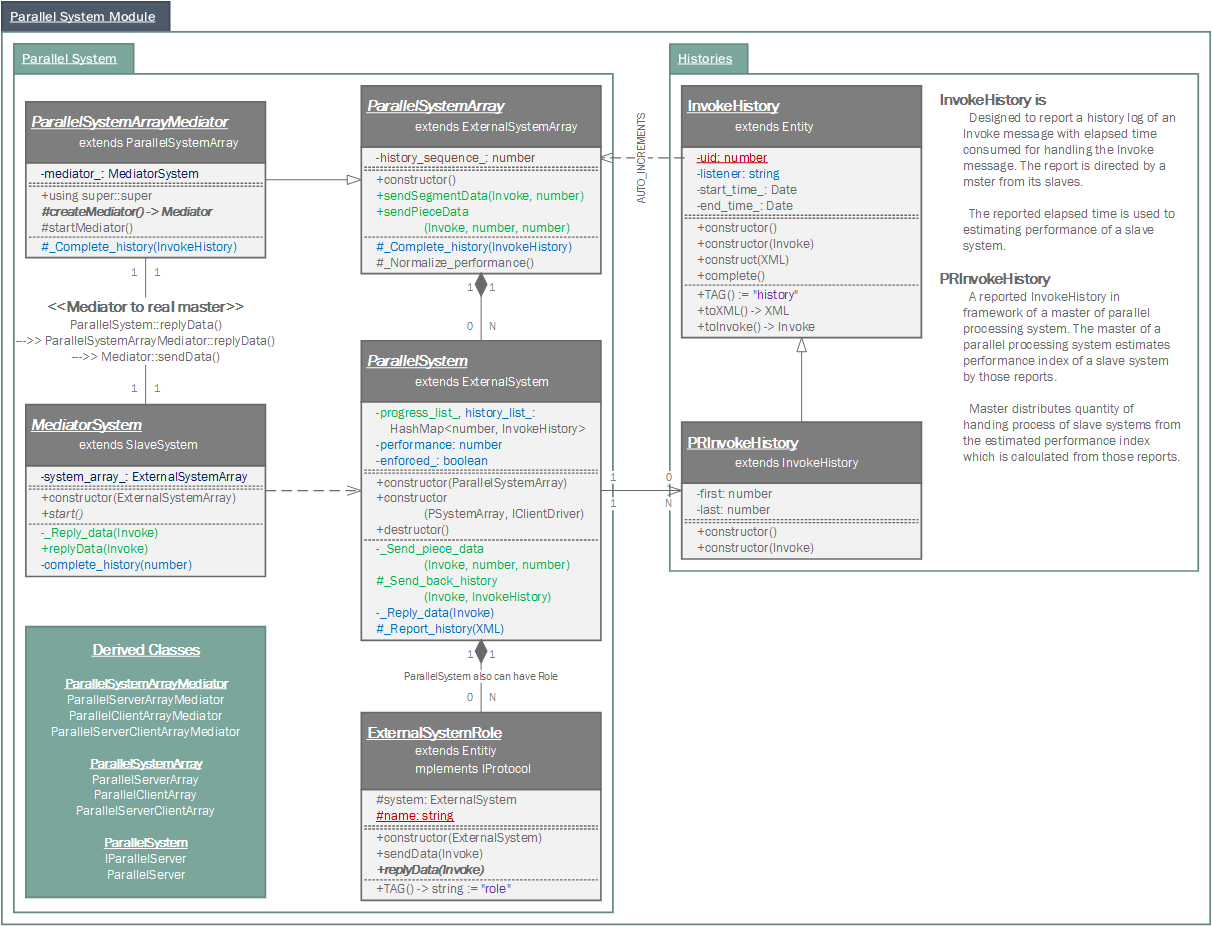 Parallel System Module
Parallel System
ParallelSystemArrayMediator
extends ParallelSystemArray
-mediator_: MediatorSystem
+using super::super
#createMediator() -> Mediator
#startMediator()
#_Complete_history(InvokeHistory)
1 1
<<Mediator to real master>>
ParallelSystem::replyData()
--->> ParallelSystemArrayMediator::replyData()
--->> Mediator::sendData()
1 1
MediatorSystem
extends SlaveSystem
-system_array_: ExternalSystemArray
+constructor(ExternalSystemArray)
+start()
-_Reply_data(Invoke)
+replyData(Invoke)
-complete_history(number)
Derived Classes
ParallelSystemArrayMediator
ParallelServerArrayMediator
ParallelClientArrayMediator
ParallelServerClientArrayMediator
ParallelSystemArray
ParallelServerArray
ParallelClientArray
ParallelServerClientArray
ParallelSystem
IParallelServer
ParallelServer
ParallelSystemArray
extends ExternalSystemArray
-history_sequence_: number
+constructor()
+sendSegmentData(Invoke, number)
+sendPieceData
(Invoke, number, number)
#_Complete_history(InvokeHistory)
#_Normalize_performance()
1 1
0 N
ParallelSystem
extends ExternalSystem
-progress_list_, history_list_:
HashMap<number, InvokeHistory>
-performance: number
-enforced_: boolean
+constructor(ParallelSystemArray)
+constructor
(PSystemArray, IClientDriver)
+destructor()
-_Send_piece_data
(Invoke, number, number)
#_Send_back_history
(Invoke, InvokeHistory)
-_Reply_data(Invoke)
#_Report_history(XML)
1 1
ParallelSystem also can have Role
0 N
ExternalSystemRole
extends Entitiy
mplements IProtocol
#system: ExternalSystem
#name: string
+constructor(ExternalSystem)
+sendData(Invoke)
+replyData(Invoke)
+TAG() -> string := "role"
1
1
0
N
AUTO_INCREMENTS
Histories
InvokeHistory
extends Entity
-uid: number
-listener: string
-start_time_: Date
-end_time_: Date
+constructor()
+constructor(Invoke)
+construct(XML)
+complete()
+TAG() := "history"
+toXML() -> XML
+toInvoke() -> Invoke
PRInvokeHistory
extends InvokeHistory
-first: number
-last: number
+constructor()
+constructor(Invoke)
InvokeHistory is
Designed to report a history log of an
Invoke message with elapsed time
consumed for handling the Invoke
message. The report is directed by a
mster from its slaves.
The reported elapsed time is used to
estimating performance of a slave
system.
PRInvokeHistory
A reported InvokeHistory in
framework of a master of parallel
processing system. The master of a
parallel processing system estimates
performance index of a slave system
by those reports.
Master distributes quantity of
handing process of slave systems from
the estimated performance index
which is calculated from those reports.